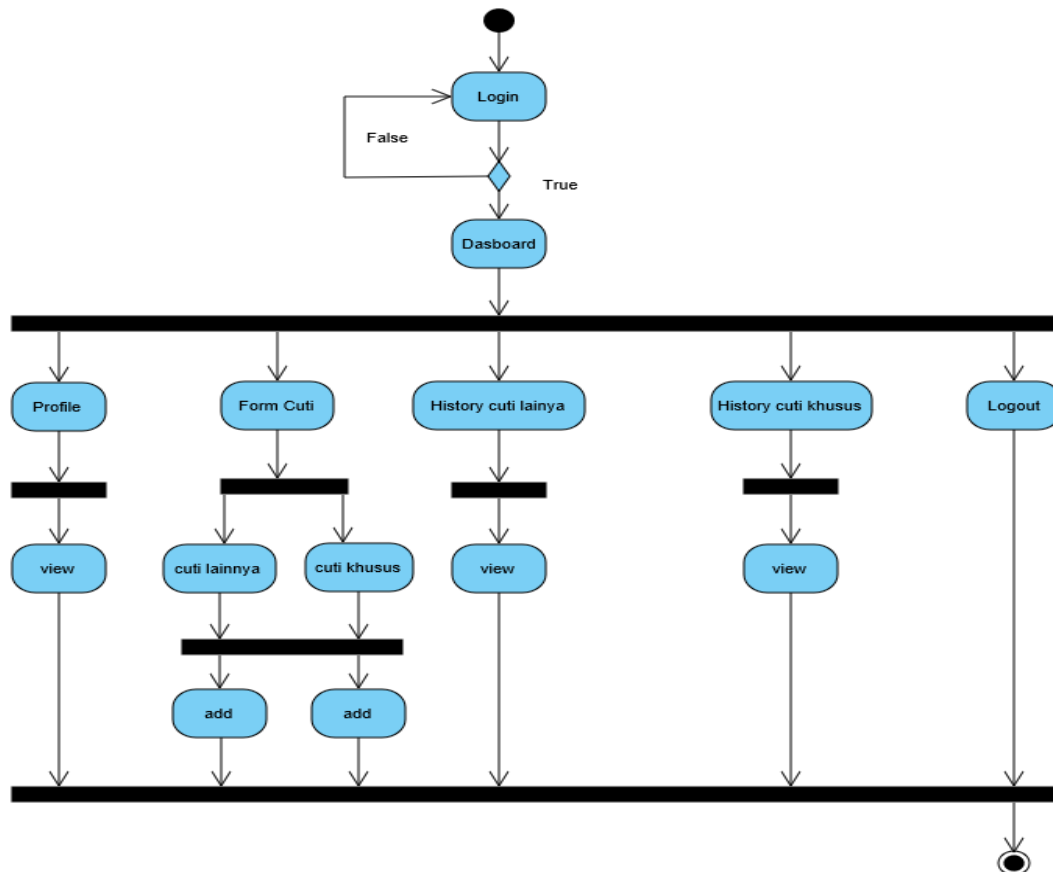 Login
False
True
Dasboard
Profile
Form Cuti
History cuti lainya
History cuti khusus
Logout
view
cuti lainnya
cuti khusus
view
view
add
add